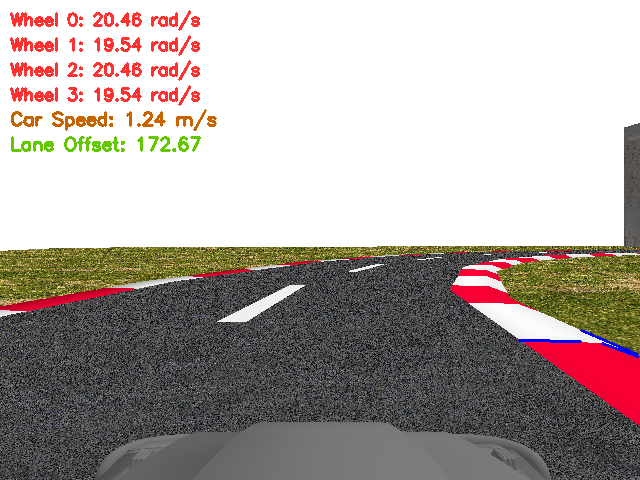 Wheel 0: 20.46 rad/s
Wheel 1: 19.54 rad/s
Wheel 2: 20.46 rad/s
Wheel 3: 19.54 rad/s
Car Speed: 1.24 m/s
Lane Offset: 172.67